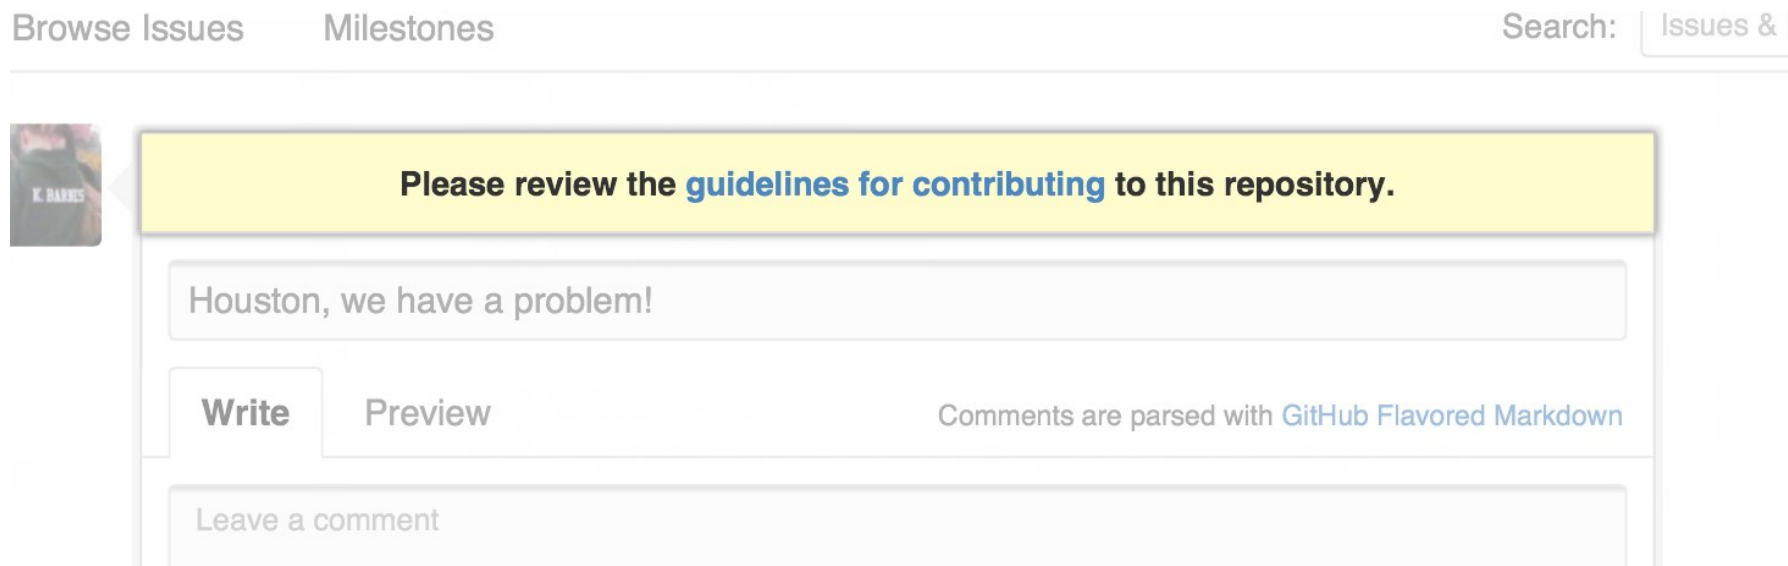 Browse Issues Milestones Search: Issues &
K. BARNES
Please review the guidelines for contributing to this repository.
Houston, we have a problem!
Write Preview Comments are parsed with GitHub Flavored Markdown
Leave a comment